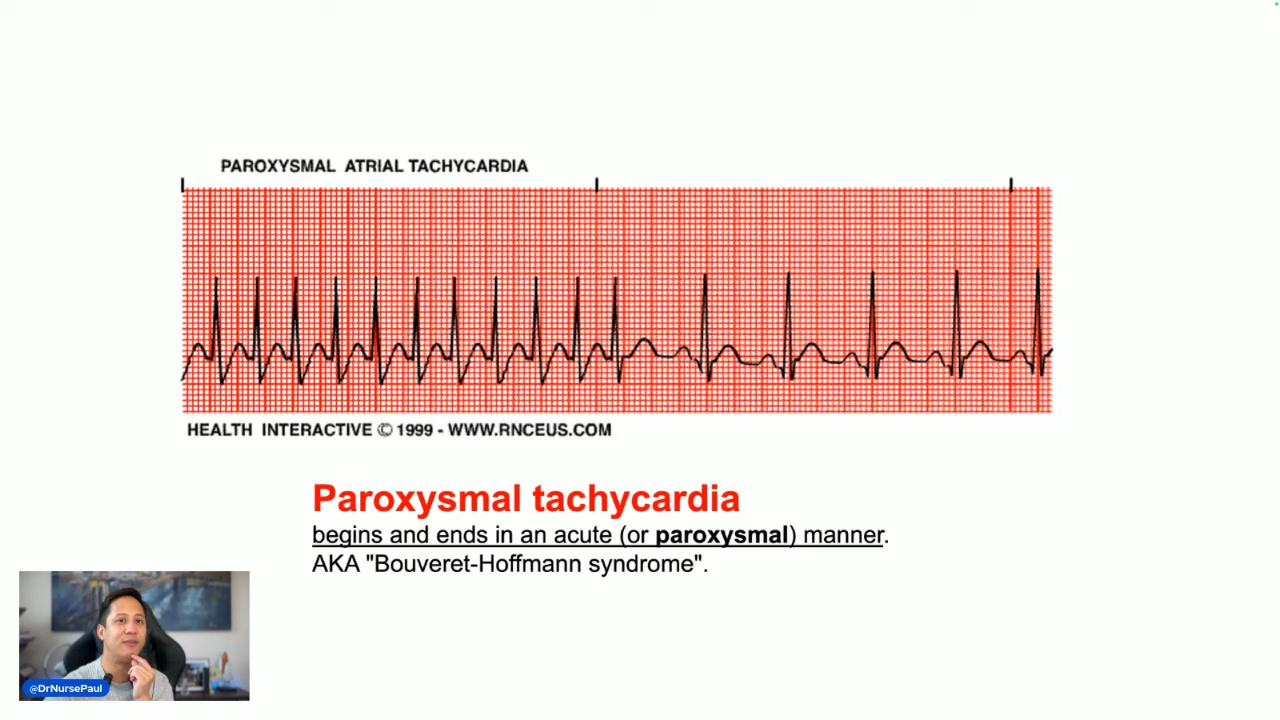 PAROXYSMAL ATRIAL TACHYCARDIA
HEALTH INTERACTIVE © 1999 - WWW.RNCEUS.COM
Paroxysmal tachycardia
begins and ends in an acute (or paroxysmal) manner.
AKA "Bouveret-Hoffmann syndrome".
@DrNursePaul